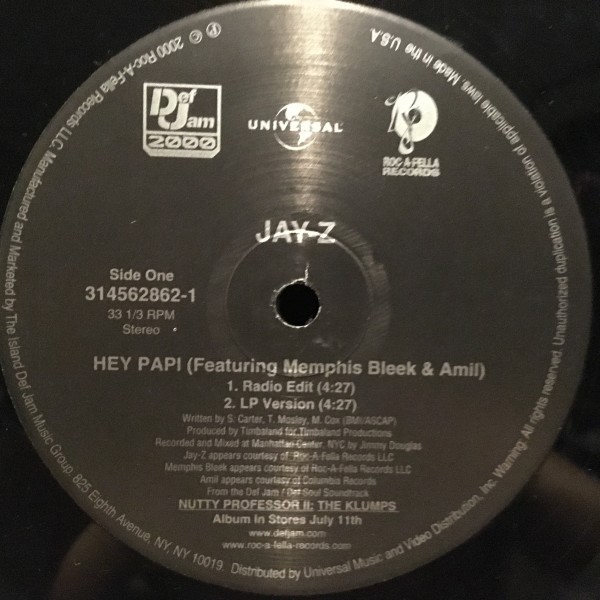 Def
Jam
2000
UNIVERSAL
ROC-A-FELLA
RECORDS
JAY-Z
Side One
314562862-1
33 1/3 RPM
Stereo
HEY PAPI (Featuring Memphis Bleek & Amil)
1. Radio Edit (4:27)
2. LP Version (4:27)
Written by S. Carter, T. Mosley, M. Cox (BMI/ASCAP)
Produced by Timbaland for Timbaland Productions
Recorded and Mixed at Manhattan Center, NYC by Jimmy Douglas
Jay-Z appears courtesy of Roc-A-Fella Records LLC
Memphis Bleek appears courtesy of Roc-A-Fella Records LLC
Amil appears courtesy of Columbia Records
From the Def Jam / Def Soul Soundtrack
NUTTY PROFESSOR II: THE KLUMPS
Album In Stores July 11th
www.defjam.com
www.roc-a-fella-records.com
℗ © 2000 Roc-A-Fella Records LLC. Manufactured and Marketed by The Island Def Jam Music Group, 825 Eighth Avenue, NY, NY 10019. Distributed by Universal Music and Video Distribution, Inc. Warning: All rights reserved. Unauthorized duplication is a violation of applicable laws. Made in the U.S.A.